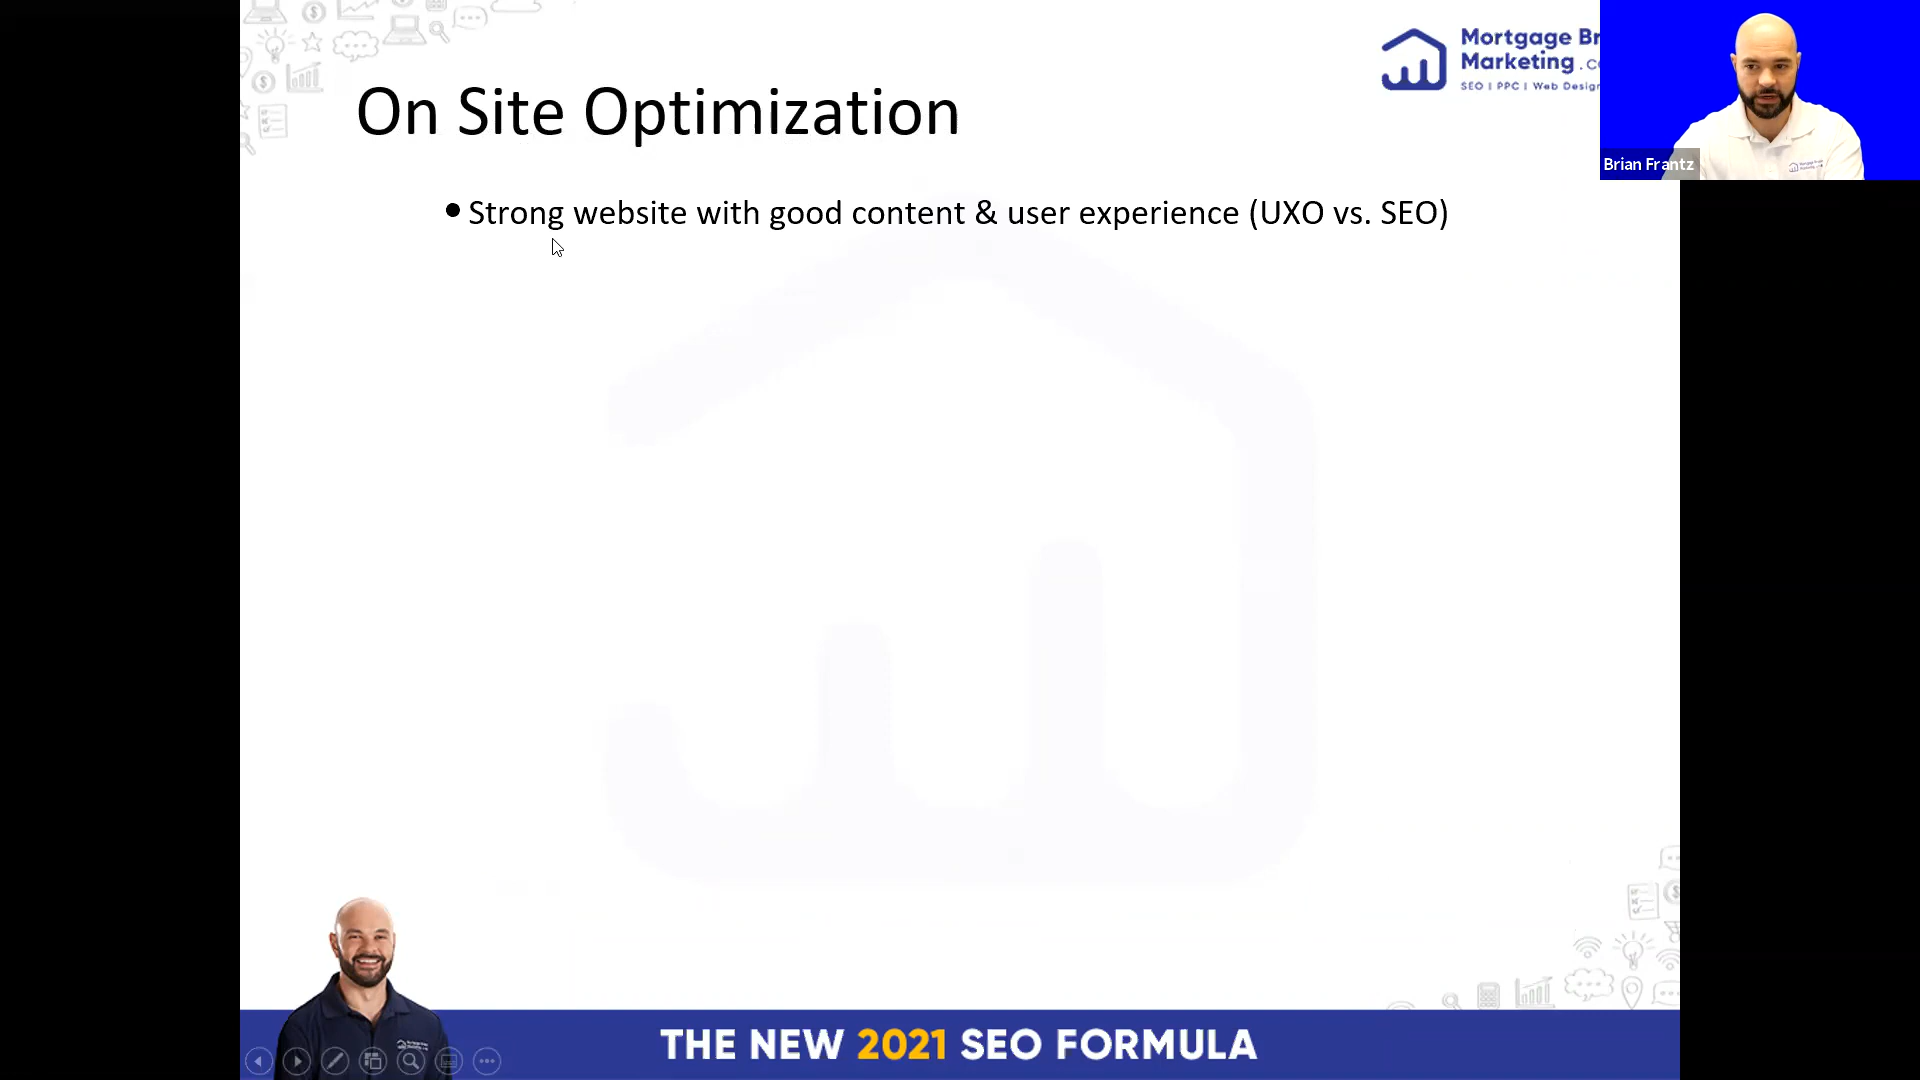 Mortgage Br
Marketing .c
SEO | PPC | Web Design
Brian Frantz
On Site Optimization
• Strong website with good content & user experience (UXO vs. SEO)
THE NEW 2021 SEO FORMULA